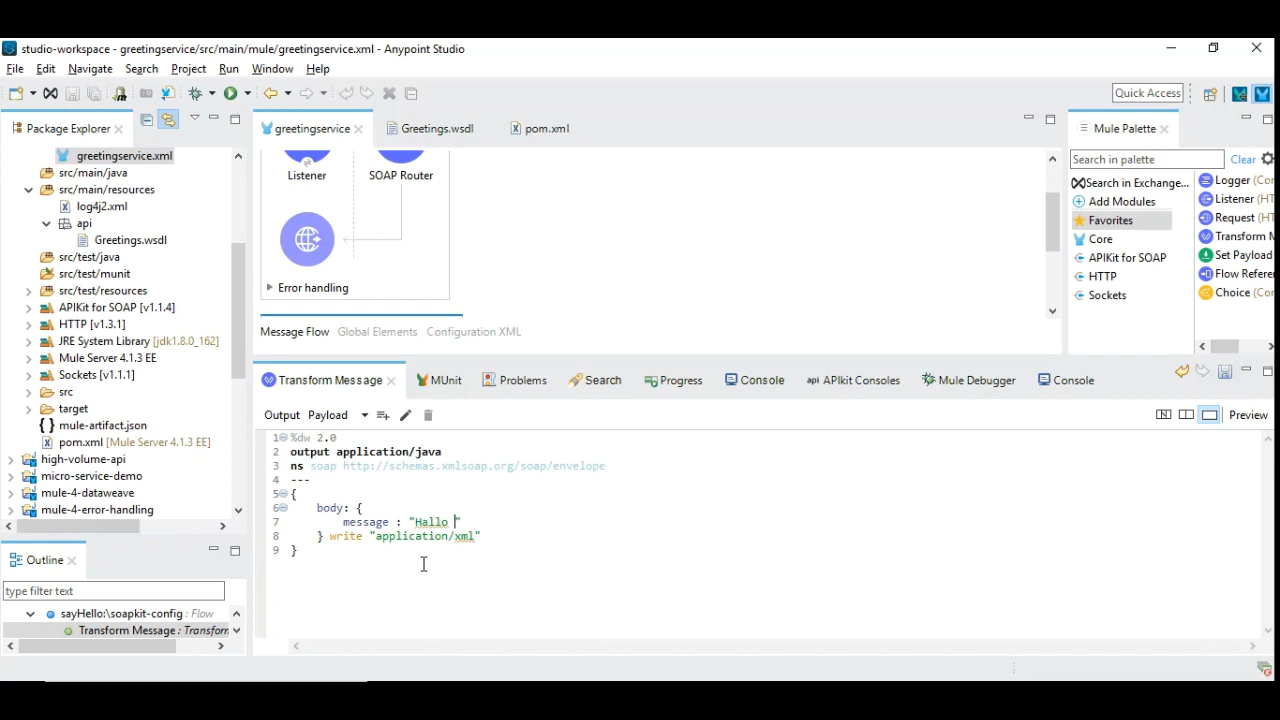 studio-workspace - greetingservice/src/main/mule/greetingservice.xml - Anypoint Studio
File Edit Navigate Search Project Run Window Help
Quick Access
Package Explorer
greetingservice.xml
src/main/java
src/main/resources
log4j2.xml
api
Greetings.wsdl
src/test/java
src/test/munit
src/test/resources
APIKit for SOAP [v1.1.4]
HTTP [v1.3.1]
JRE System Library [jdk1.8.0_162]
Mule Server 4.1.3 EE
Sockets [v1.1.1]
src
target
mule-artifact.json
pom.xml [Mule Server 4.1.3 EE]
high-volume-api
micro-service-demo
mule-4-dataweave
mule-4-error-handling
Outline
type filter text
sayHello:\soapkit-config : Flow
Transform Message : Transform
greetingservice
Greetings.wsdl
pom.xml
Listener
SOAP Router
Error handling
Message Flow Global Elements Configuration XML
Mule Palette
Search in palette
Clear
Search in Exchange...
Add Modules
Favorites
Core
APIKit for SOAP
HTTP
Sockets
Logger (Co
Listener (HT
Request (HT
Transform M
Set Payload
Flow Refere
Choice (Cor
Transform Message
MUnit
Problems
Search
Progress
Console
api APIkit Consoles
Mule Debugger
Console
Output Payload
Preview
1 %dw 2.0
2 output application/java
3 ns soap http://schemas.xmlsoap.org/soap/envelope
4 ---
5 {
6 body: {
7 message : "Hallo "
8 } write "application/xml"
9 }